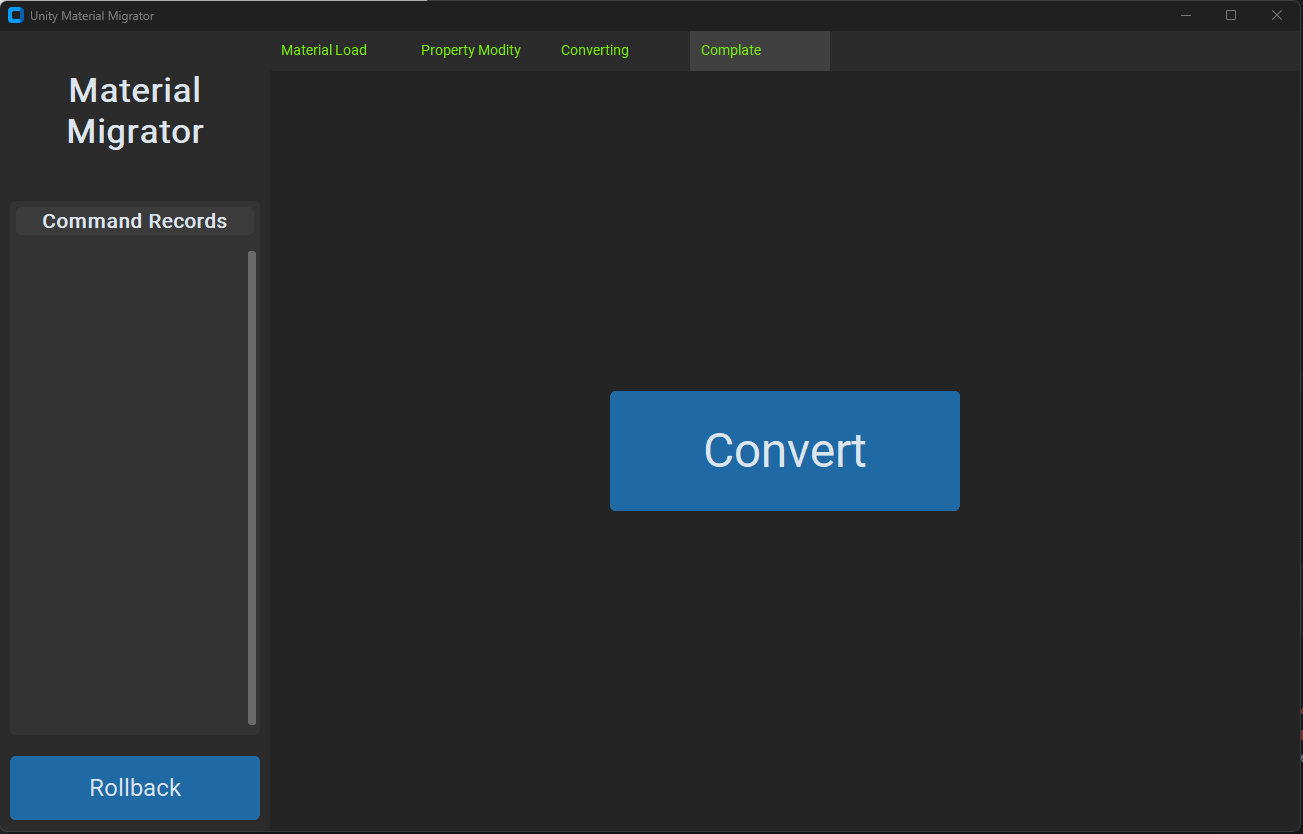 Unity Material Migrator
Material Load
Property Modity
Converting
Complate
Material
Migrator
Command Records
Convert
Rollback